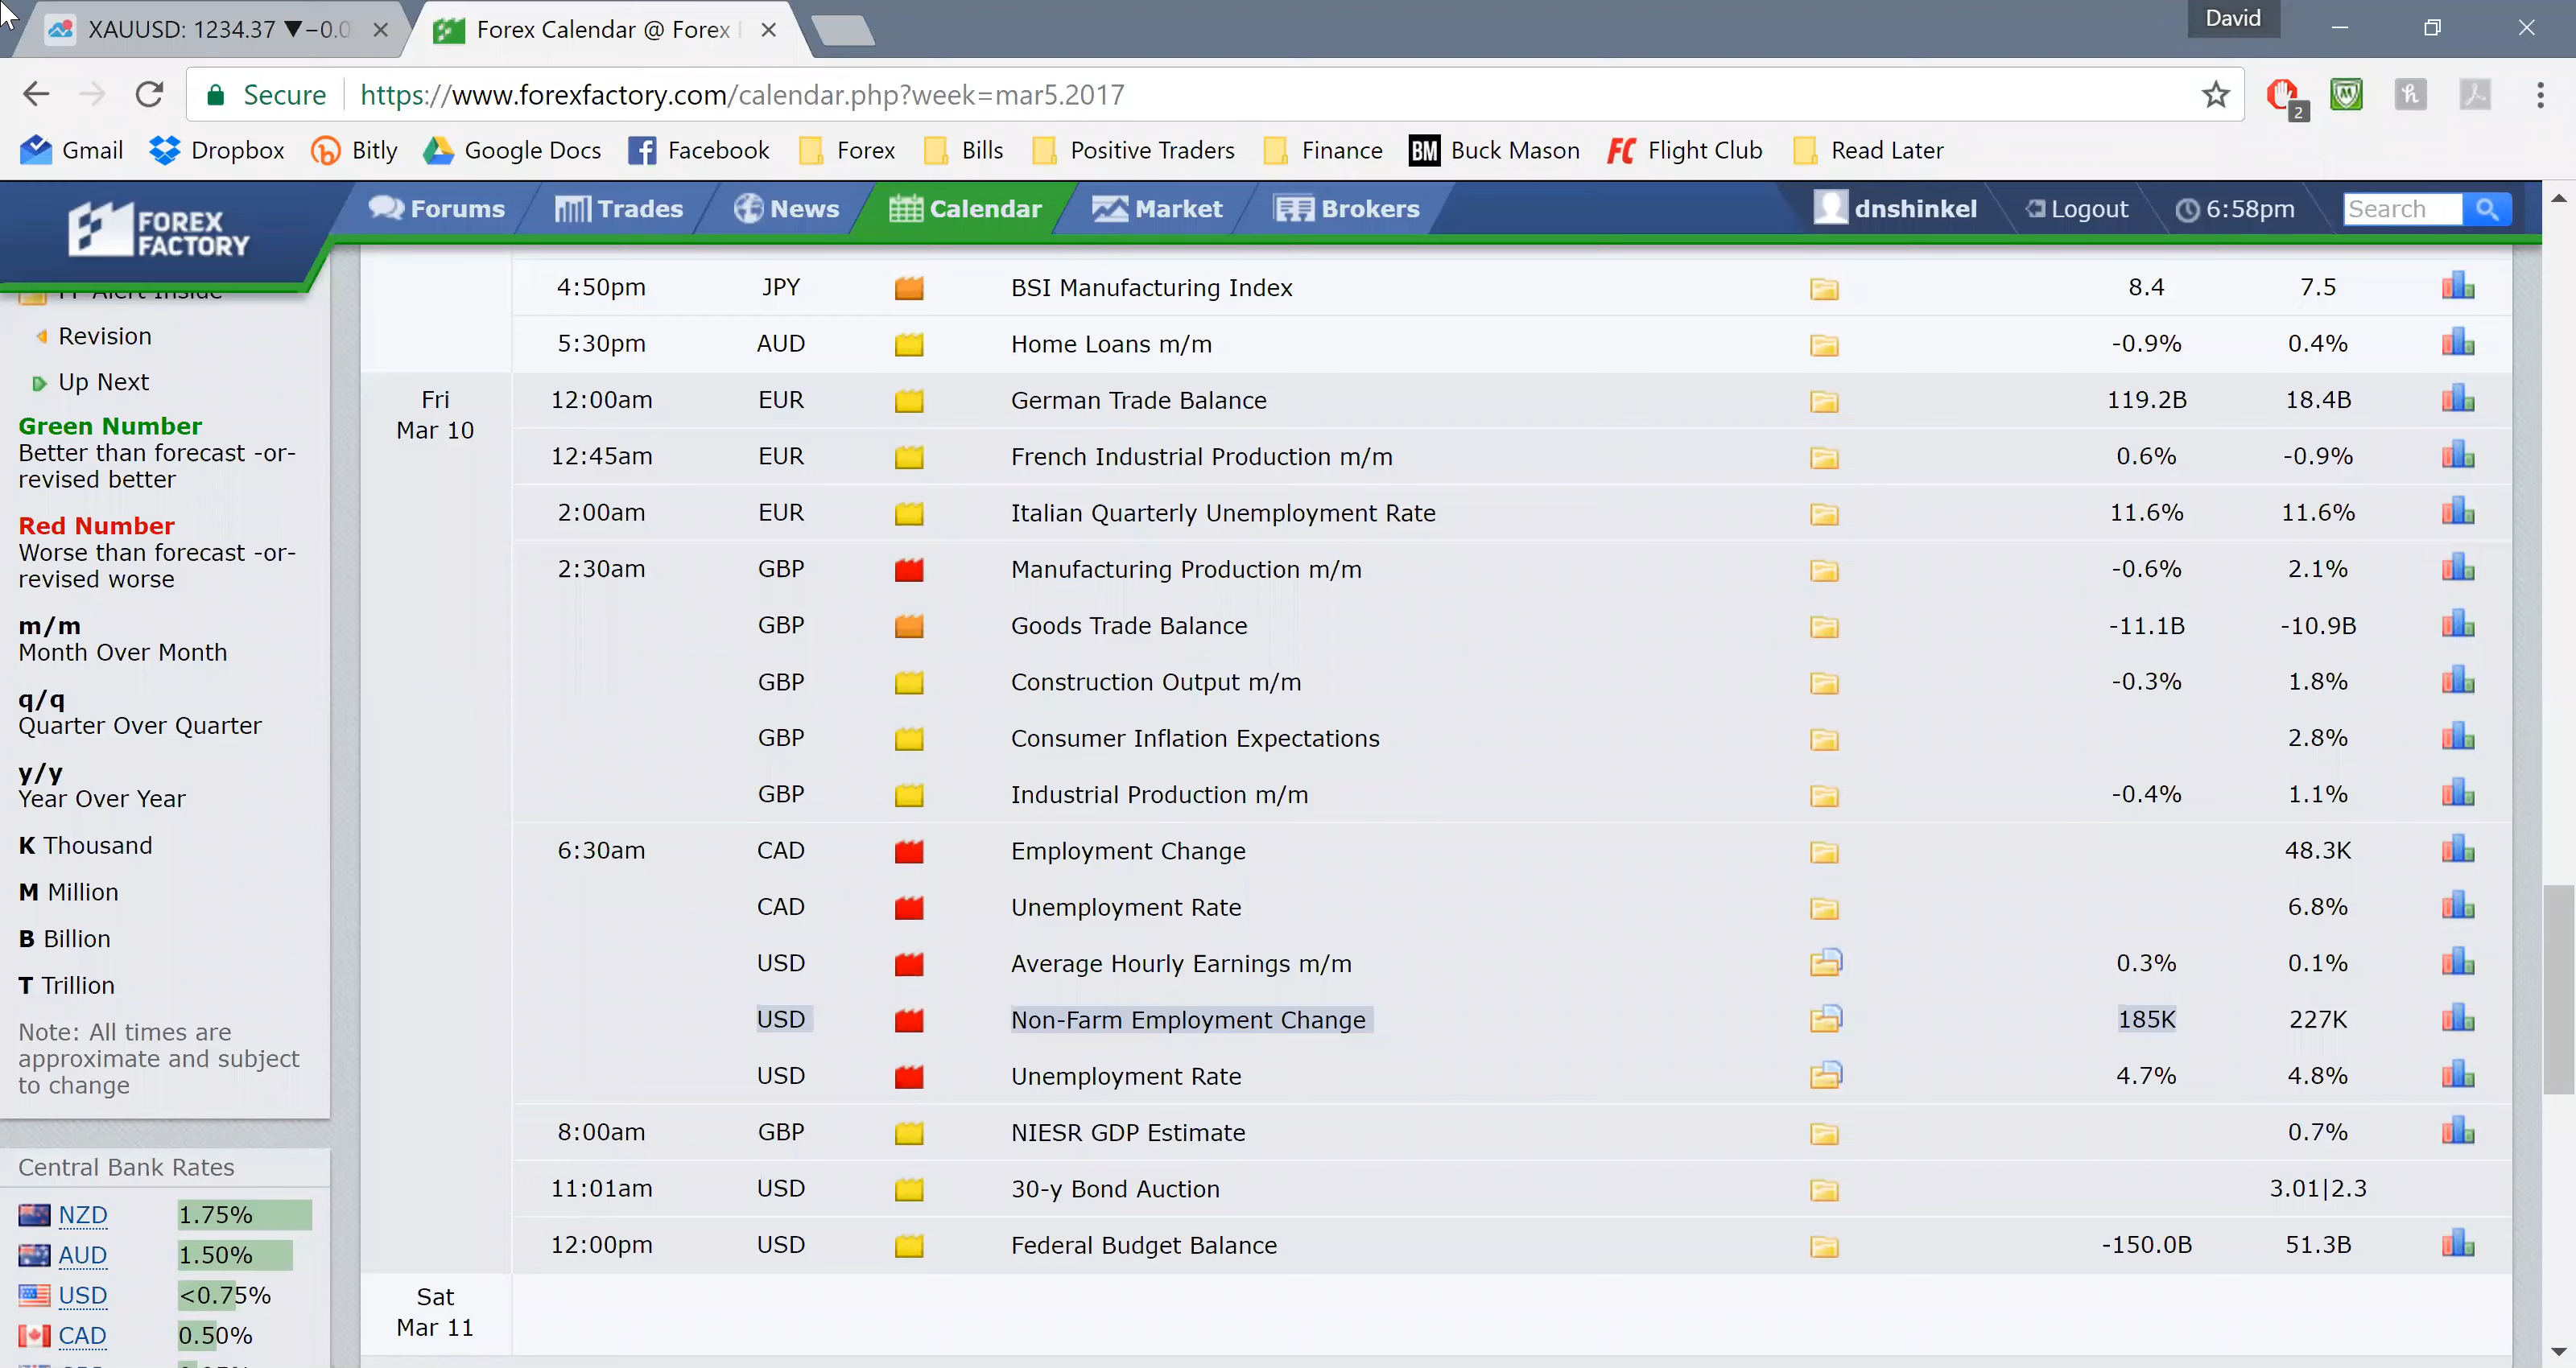 XAUUSD: 1234.37 ▼−0.0
Forex Calendar @ Forex
David
Secure https://www.forexfactory.com/calendar.php?week=mar5.2017
2
Gmail Dropbox Bitly Google Docs Facebook Forex Bills Positive Traders Finance BM Buck Mason FC Flight Club Read Later
FOREX
FACTORY
Forums Trades News Calendar Market Brokers dnshinkel Logout 6:58pm Search
Revision
Up Next
Green Number
Better than forecast -or-
revised better
Red Number
Worse than forecast -or-
revised worse
m/m
Month Over Month
q/q
Quarter Over Quarter
y/y
Year Over Year
K Thousand
M Million
B Billion
T Trillion
Note: All times are
approximate and subject
to change
Central Bank Rates
NZD 1.75%
AUD 1.50%
USD <0.75%
CAD 0.50%
4:50pm JPY BSI Manufacturing Index 8.4 7.5
5:30pm AUD Home Loans m/m -0.9% 0.4%
Fri
Mar 10
12:00am EUR German Trade Balance 119.2B 18.4B
12:45am EUR French Industrial Production m/m 0.6% -0.9%
2:00am EUR Italian Quarterly Unemployment Rate 11.6% 11.6%
2:30am GBP Manufacturing Production m/m -0.6% 2.1%
GBP Goods Trade Balance -11.1B -10.9B
GBP Construction Output m/m -0.3% 1.8%
GBP Consumer Inflation Expectations 2.8%
GBP Industrial Production m/m -0.4% 1.1%
6:30am CAD Employment Change 48.3K
CAD Unemployment Rate 6.8%
USD Average Hourly Earnings m/m 0.3% 0.1%
USD Non-Farm Employment Change 185K 227K
USD Unemployment Rate 4.7% 4.8%
8:00am GBP NIESR GDP Estimate 0.7%
11:01am USD 30-y Bond Auction 3.01|2.3
12:00pm USD Federal Budget Balance -150.0B 51.3B
Sat
Mar 11